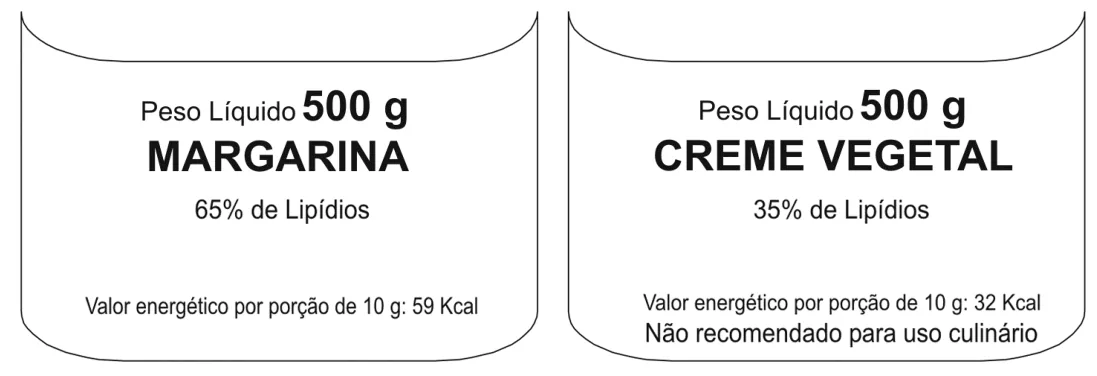 Peso Líquido 500 g
MARGARINA
65% de Lipídios
Valor energético por porção de 10 g: 59 Kcal
Peso Líquido 500 g
CREME VEGETAL
35% de Lipídios
Valor energético por porção de 10 g: 32 Kcal
Não recomendado para uso culinário